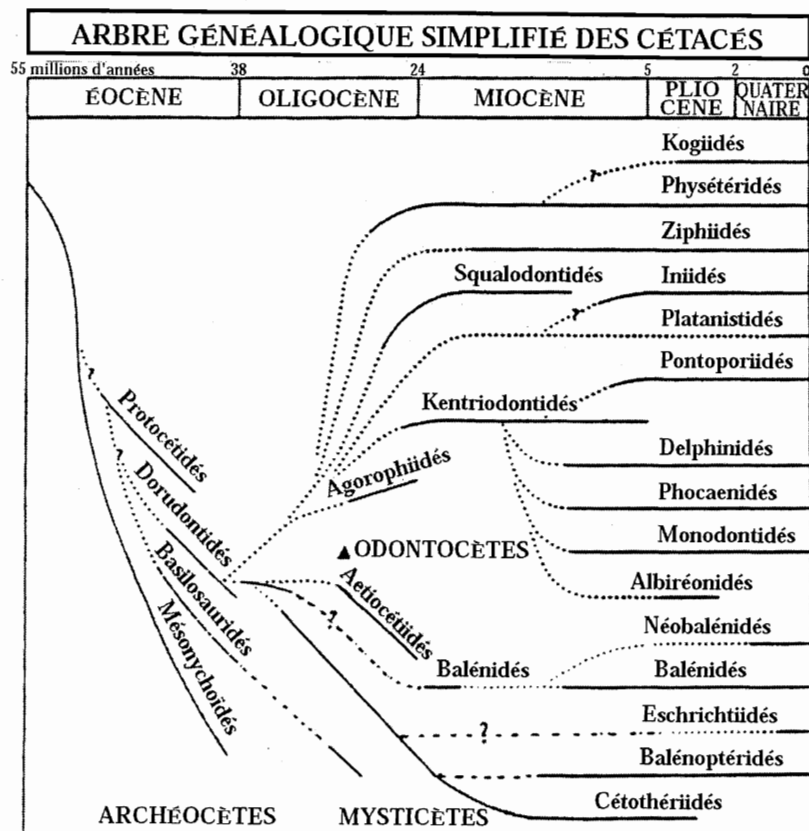 ARBRE GÉNÉALOGIQUE SIMPLIFIÉ DES CÉTACÉS
55 millions d'années 38 24 5 2 0
ÉOCÈNE OLIGOCÈNE MIOCÈNE PLIO CENE QUATER NAIRE
Kogiidés
?
Physétéridés
Ziphiidés
Squalodontidés Iniidés
?
Platanistidés
Pontoporiidés
?
Protocétidés
Kentriodontidés
Delphinidés
Agorophiidés
?
Dorudontidés
Phocaenidés
▲ODONTOCÈTES
Monodontidés
Basilosauridés
Aetiocétiidés
Albiréonidés
Mésonychoïdés
?
Néobalénidés
Balénidés Balénidés
Eschrichtiidés
?
Balénoptéridés
Cétothériidés
ARCHÉOCÈTES MYSTICÈTES